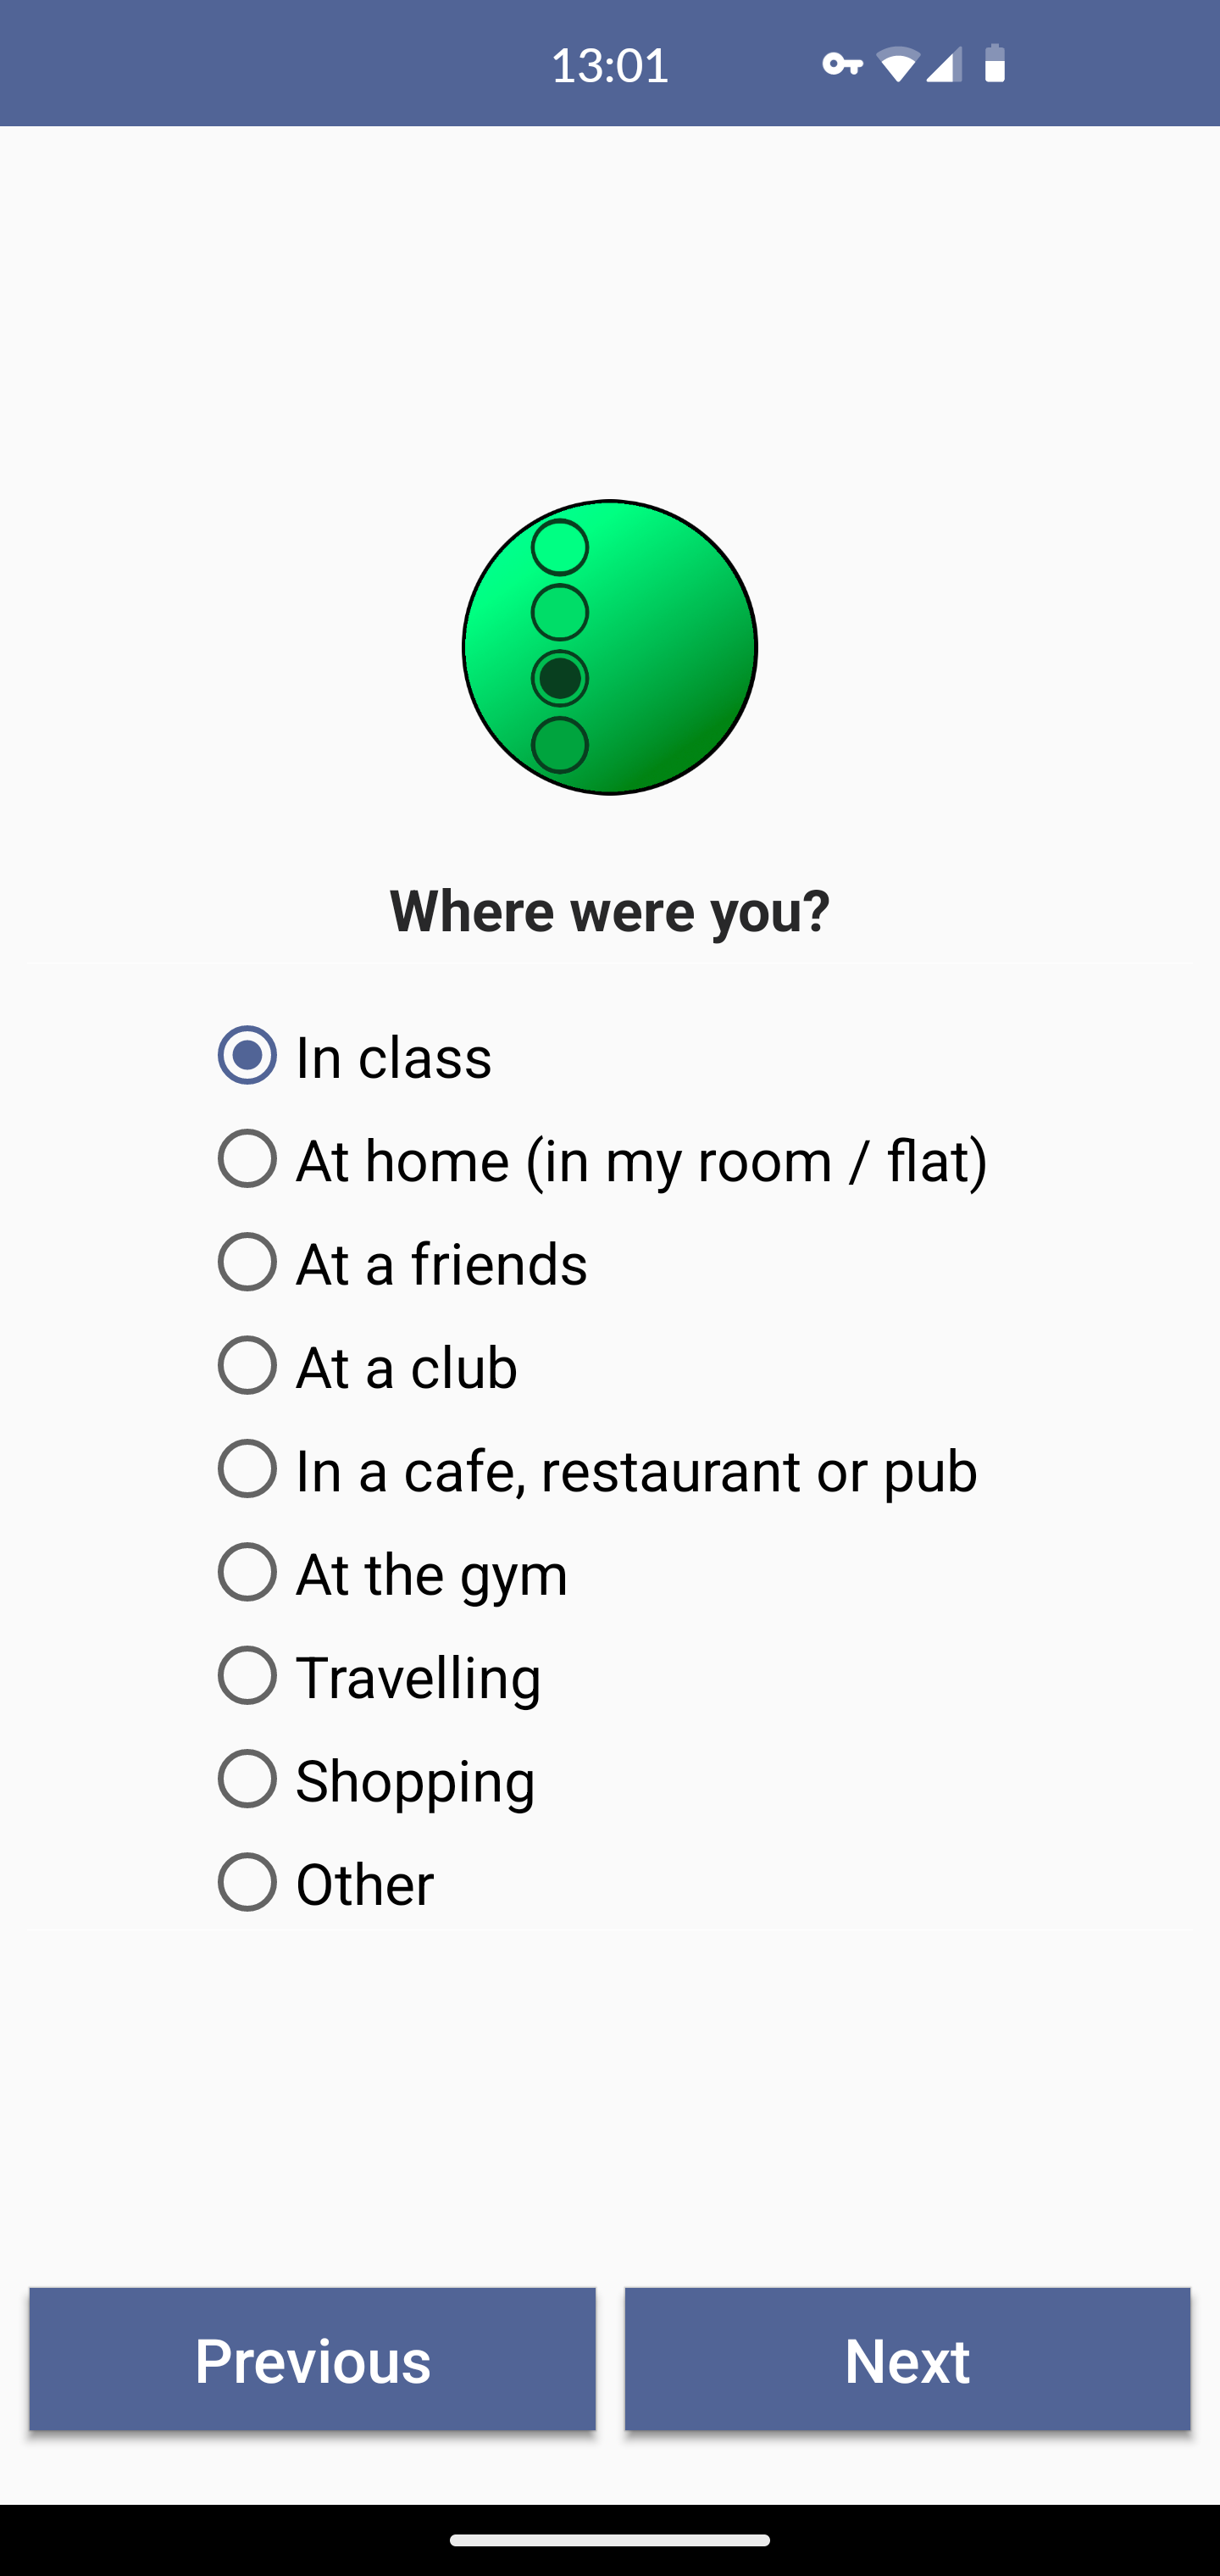 13:01
Where were you?
In class
At home (in my room / flat)
At a friends
At a club
In a cafe, restaurant or pub
At the gym
Travelling
Shopping
Other
Previous
Next